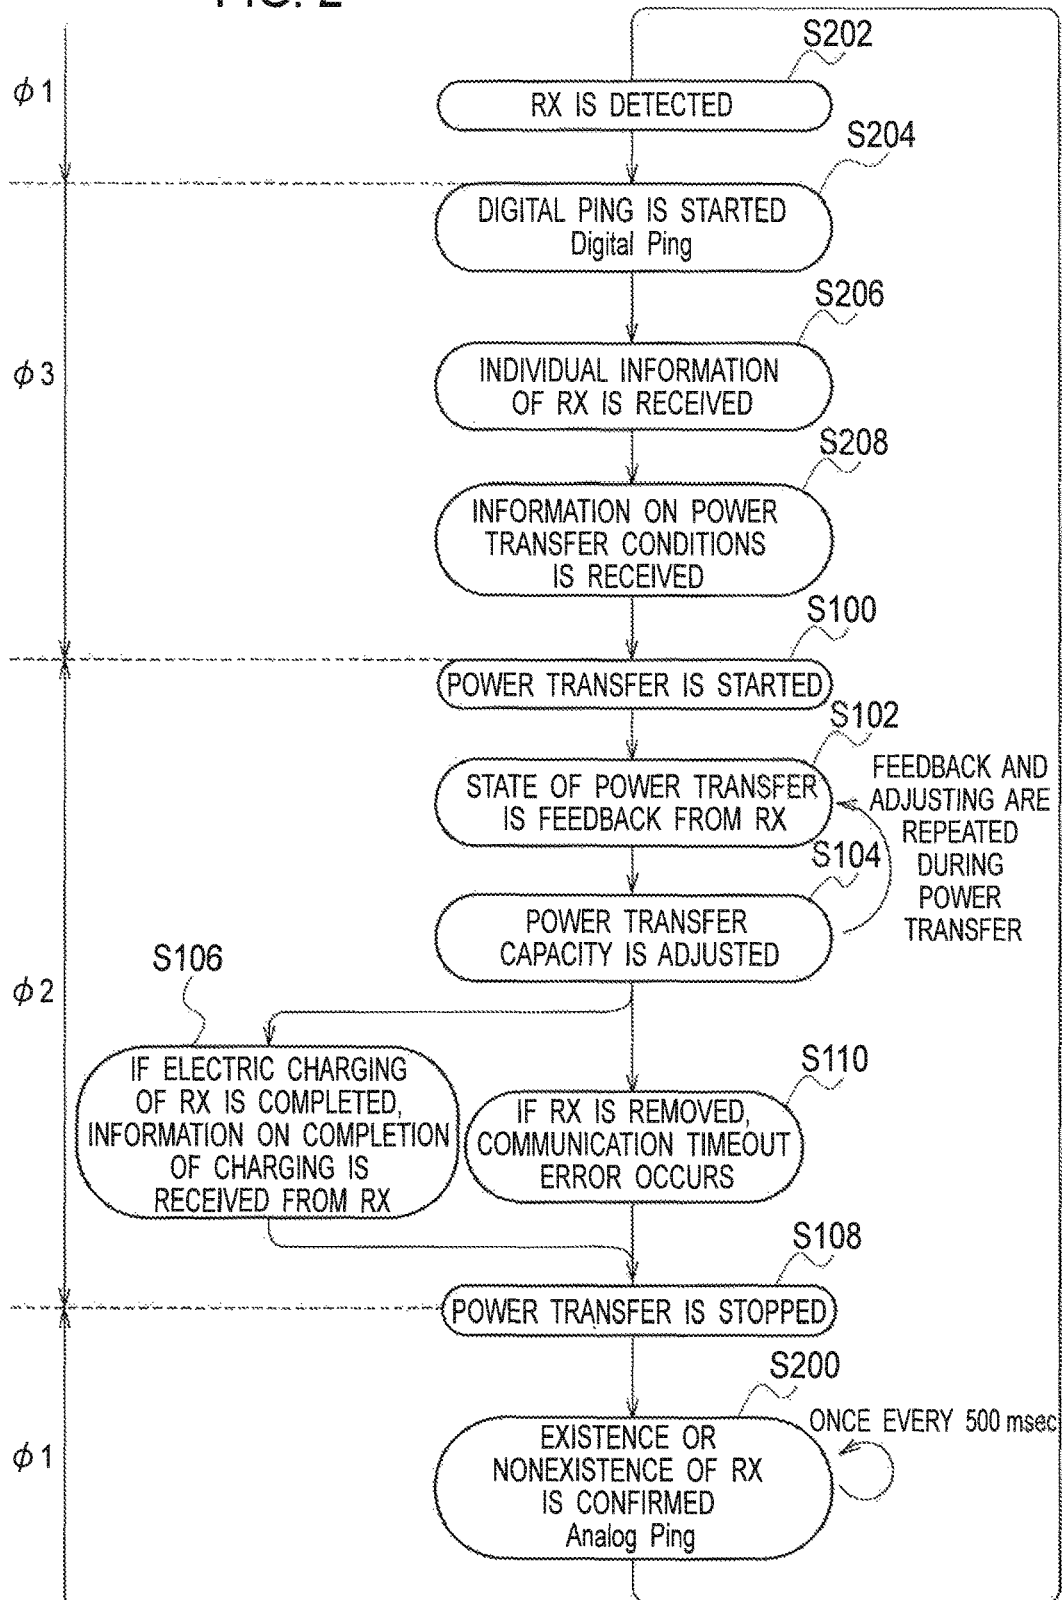 FIG. 2
S202
φ1
RX IS DETECTED
S204
DIGITAL PING IS STARTED
Digital Ping
S206
φ3
INDIVIDUAL INFORMATION
OF RX IS RECEIVED
S208
INFORMATION ON POWER
TRANSFER CONDITIONS
IS RECEIVED
S100
POWER TRANSFER IS STARTED
S102
STATE OF POWER TRANSFER
IS FEEDBACK FROM RX
FEEDBACK AND
ADJUSTING ARE
REPEATED
DURING
POWER
TRANSFER
S104
POWER TRANSFER
CAPACITY IS ADJUSTED
φ2
S106
IF ELECTRIC CHARGING
OF RX IS COMPLETED,
INFORMATION ON COMPLETION
OF CHARGING IS
RECEIVED FROM RX
S110
IF RX IS REMOVED,
COMMUNICATION TIMEOUT
ERROR OCCURS
S108
POWER TRANSFER IS STOPPED
S200
φ1
EXISTENCE OR
NONEXISTENCE OF RX
IS CONFIRMED
Analog Ping
ONCE EVERY 500 msec